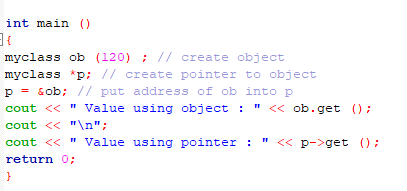 int main ()
{
myclass ob (120) ; // create object
myclass *p; // create pointer to object
p = &ob; // put address of ob into p
cout << " Value using object : " << ob.get ();
cout << "\n";
cout << " Value using pointer : " << p->get ();
return 0;
}